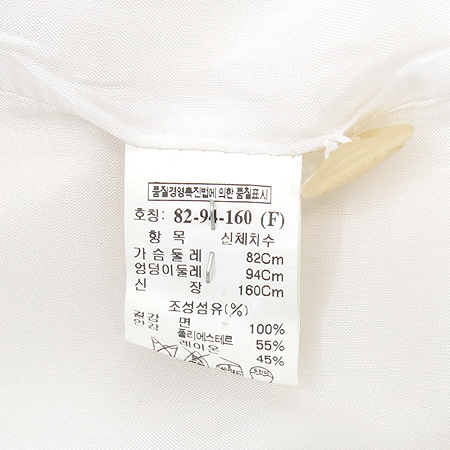 품질경영촉진법에 의한 품질표시
호칭: 82-94-160 (F)
항 목 신체치수
가슴둘레 82Cm
엉덩이둘레 94Cm
신 장 160Cm
조성섬유(%)
겉감 면 100%
안감 폴리에스테르 55%
레이온 45%